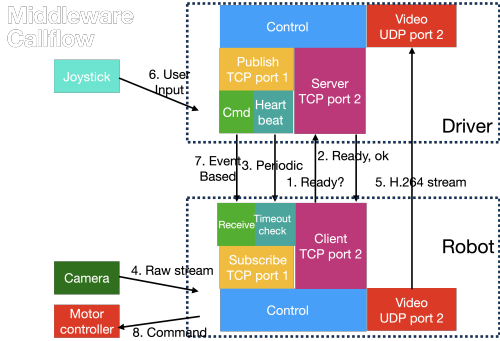 Middleware
Callflow
Control
Video
UDP port 2
Joystick
6. User
Input
Publish
TCP port 1
Server
TCP port 2
Cmd
Heart
beat
Driver
7. Event
Based
3. Periodic
2. Ready, ok
1. Ready?
5. H.264 stream
Receive
Timeout
check
Client
TCP port 2
Subscribe
TCP port 1
Robot
4. Raw stream
Camera
Control
Video
UDP port 2
Motor
controller
8. Command